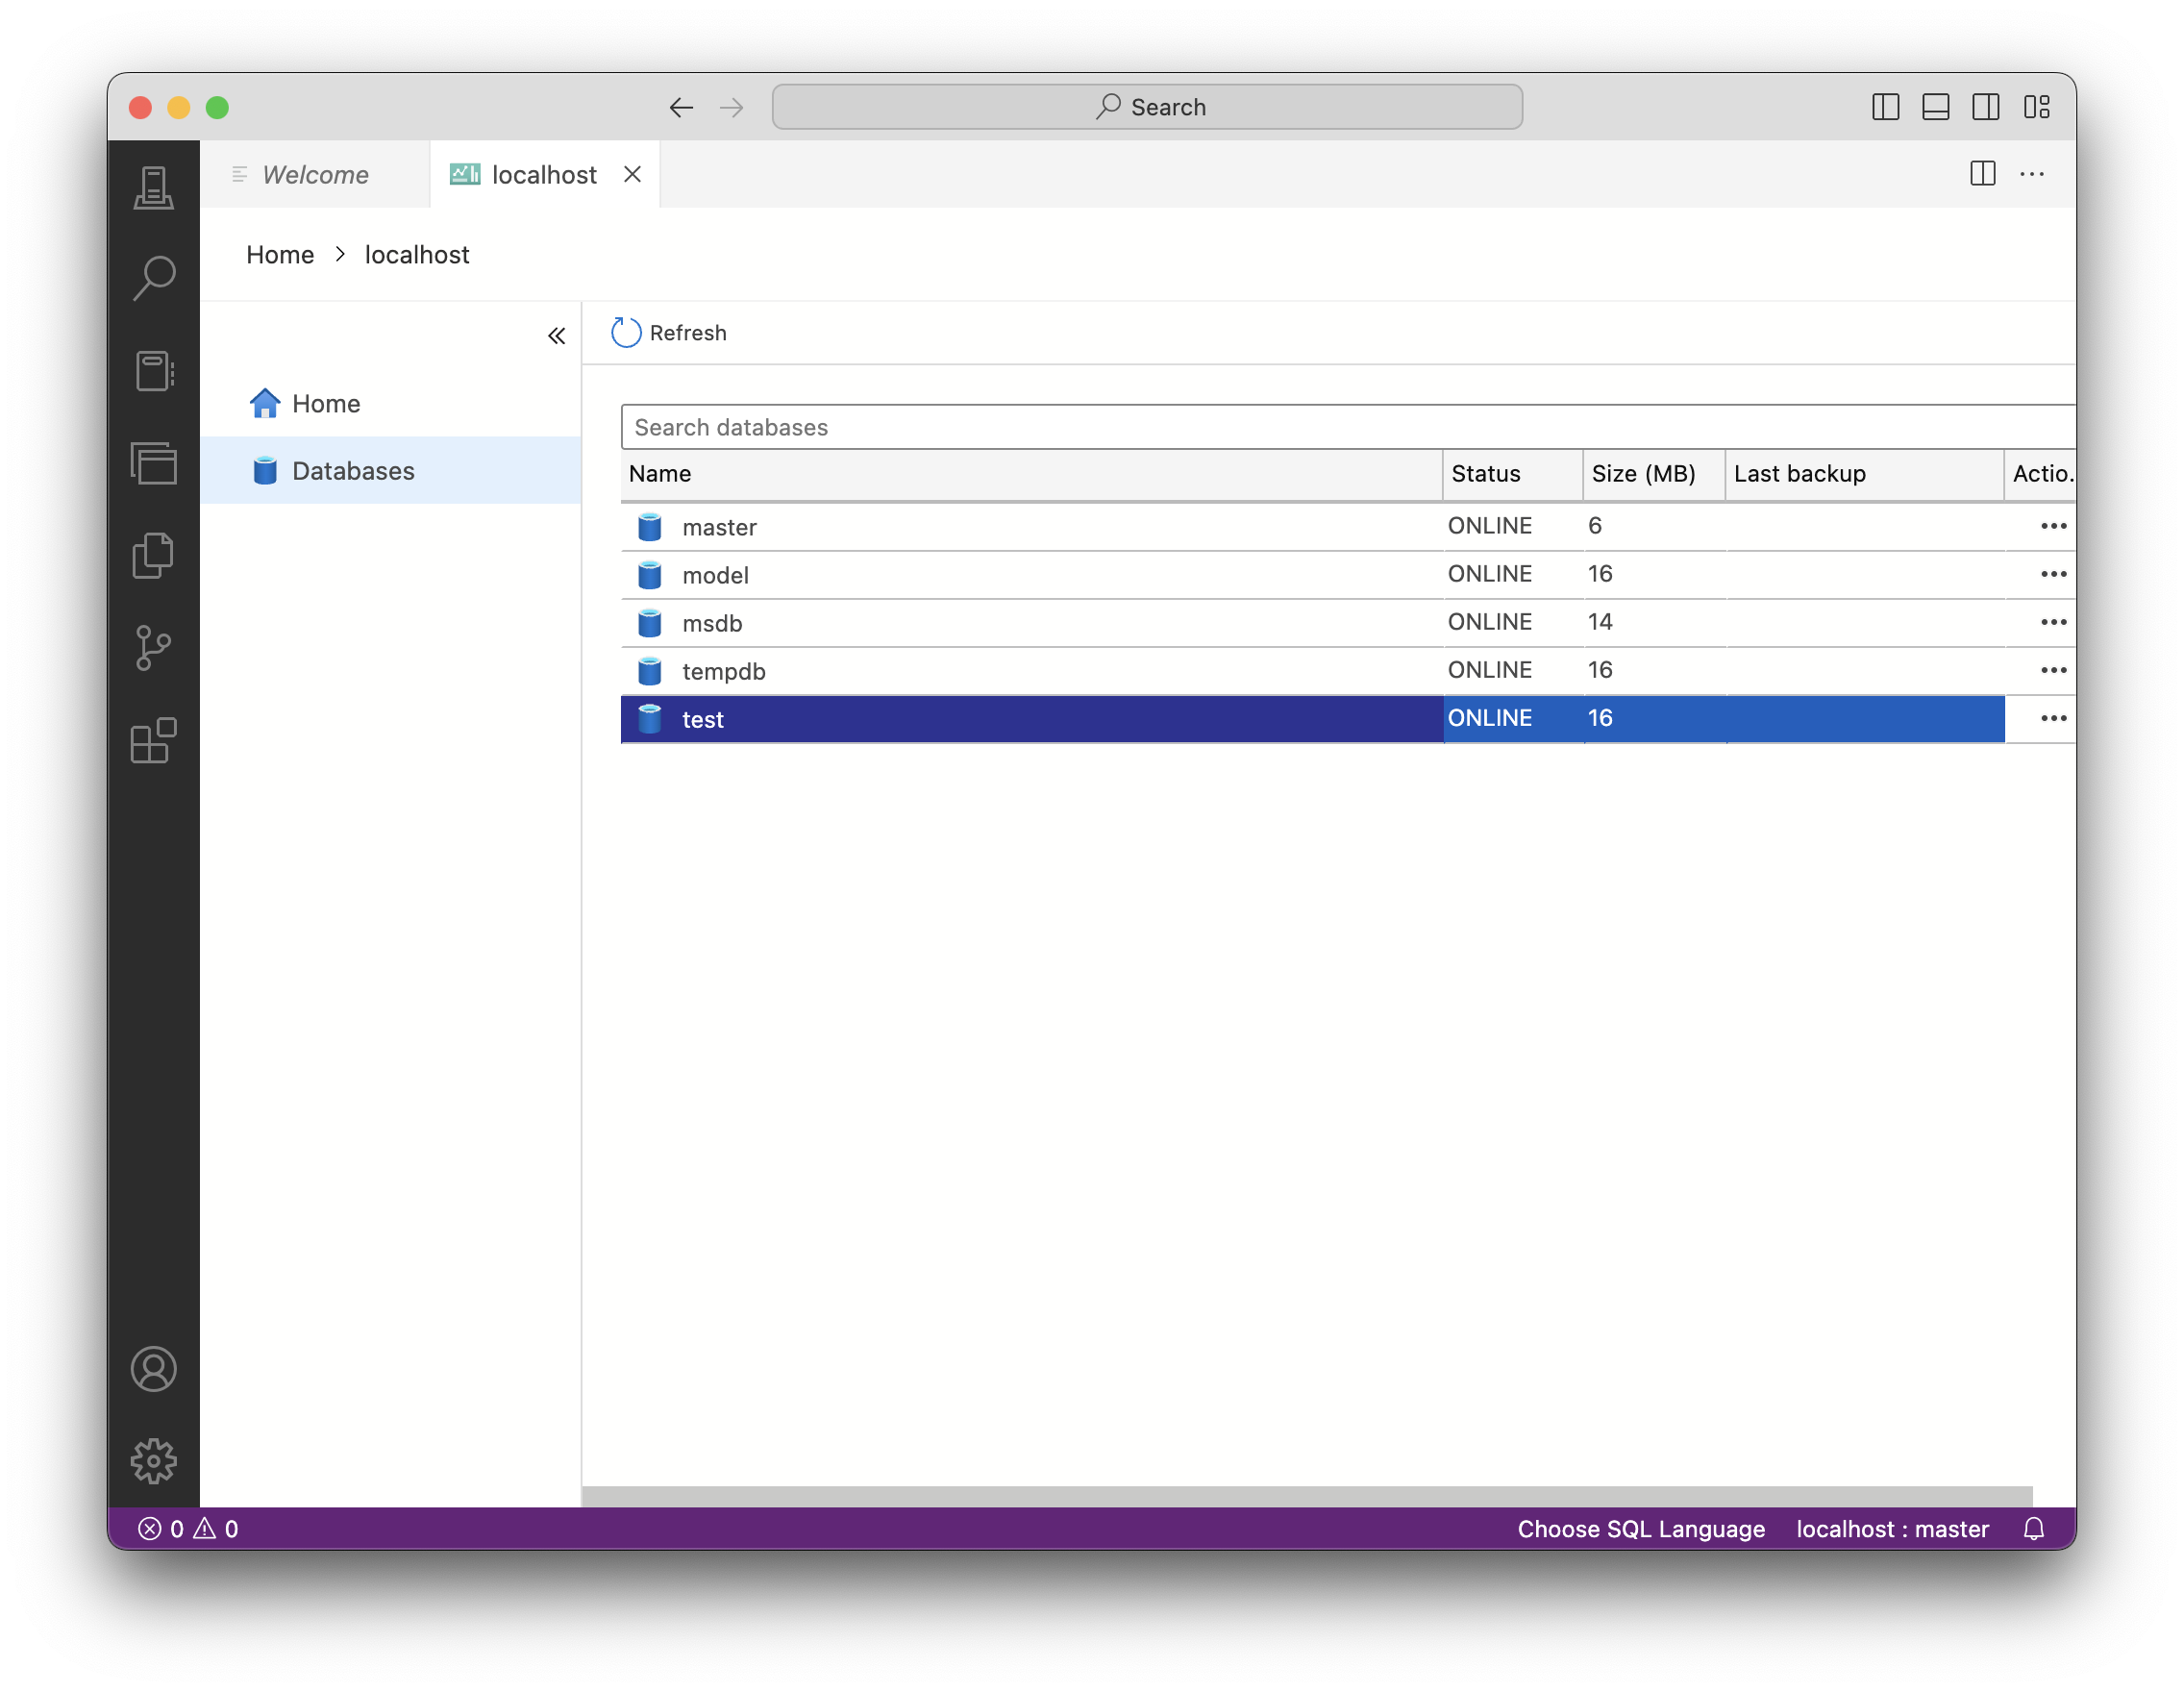 Search
Welcome localhost
Home > localhost
Refresh
Home
Databases
Search databases
Name Status Size (MB) Last backup Actio.
master ONLINE 6
model ONLINE 16
msdb ONLINE 14
tempdb ONLINE 16
test ONLINE 16
0 0 Choose SQL Language localhost : master